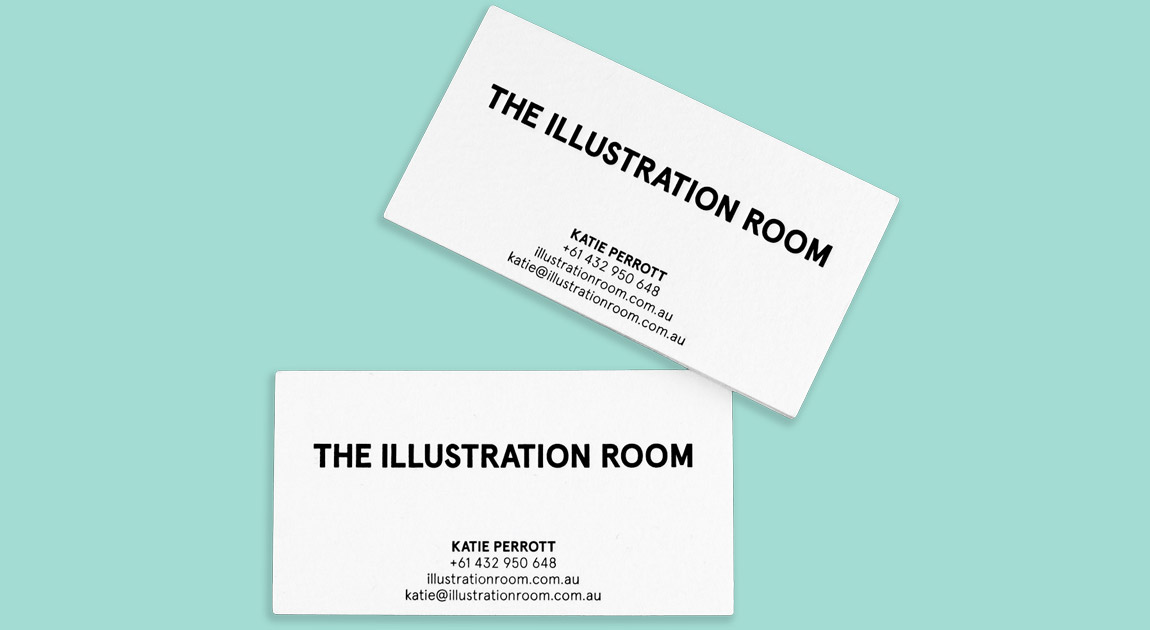 THE ILLUSTRATION ROOM
KATIE PERROTT
+61 432 950 648
illustrationroom.com.au
katie@illustrationroom.com.au
THE ILLUSTRATION ROOM
KATIE PERROTT
+61 432 950 648
illustrationroom.com.au
katie@illustrationroom.com.au